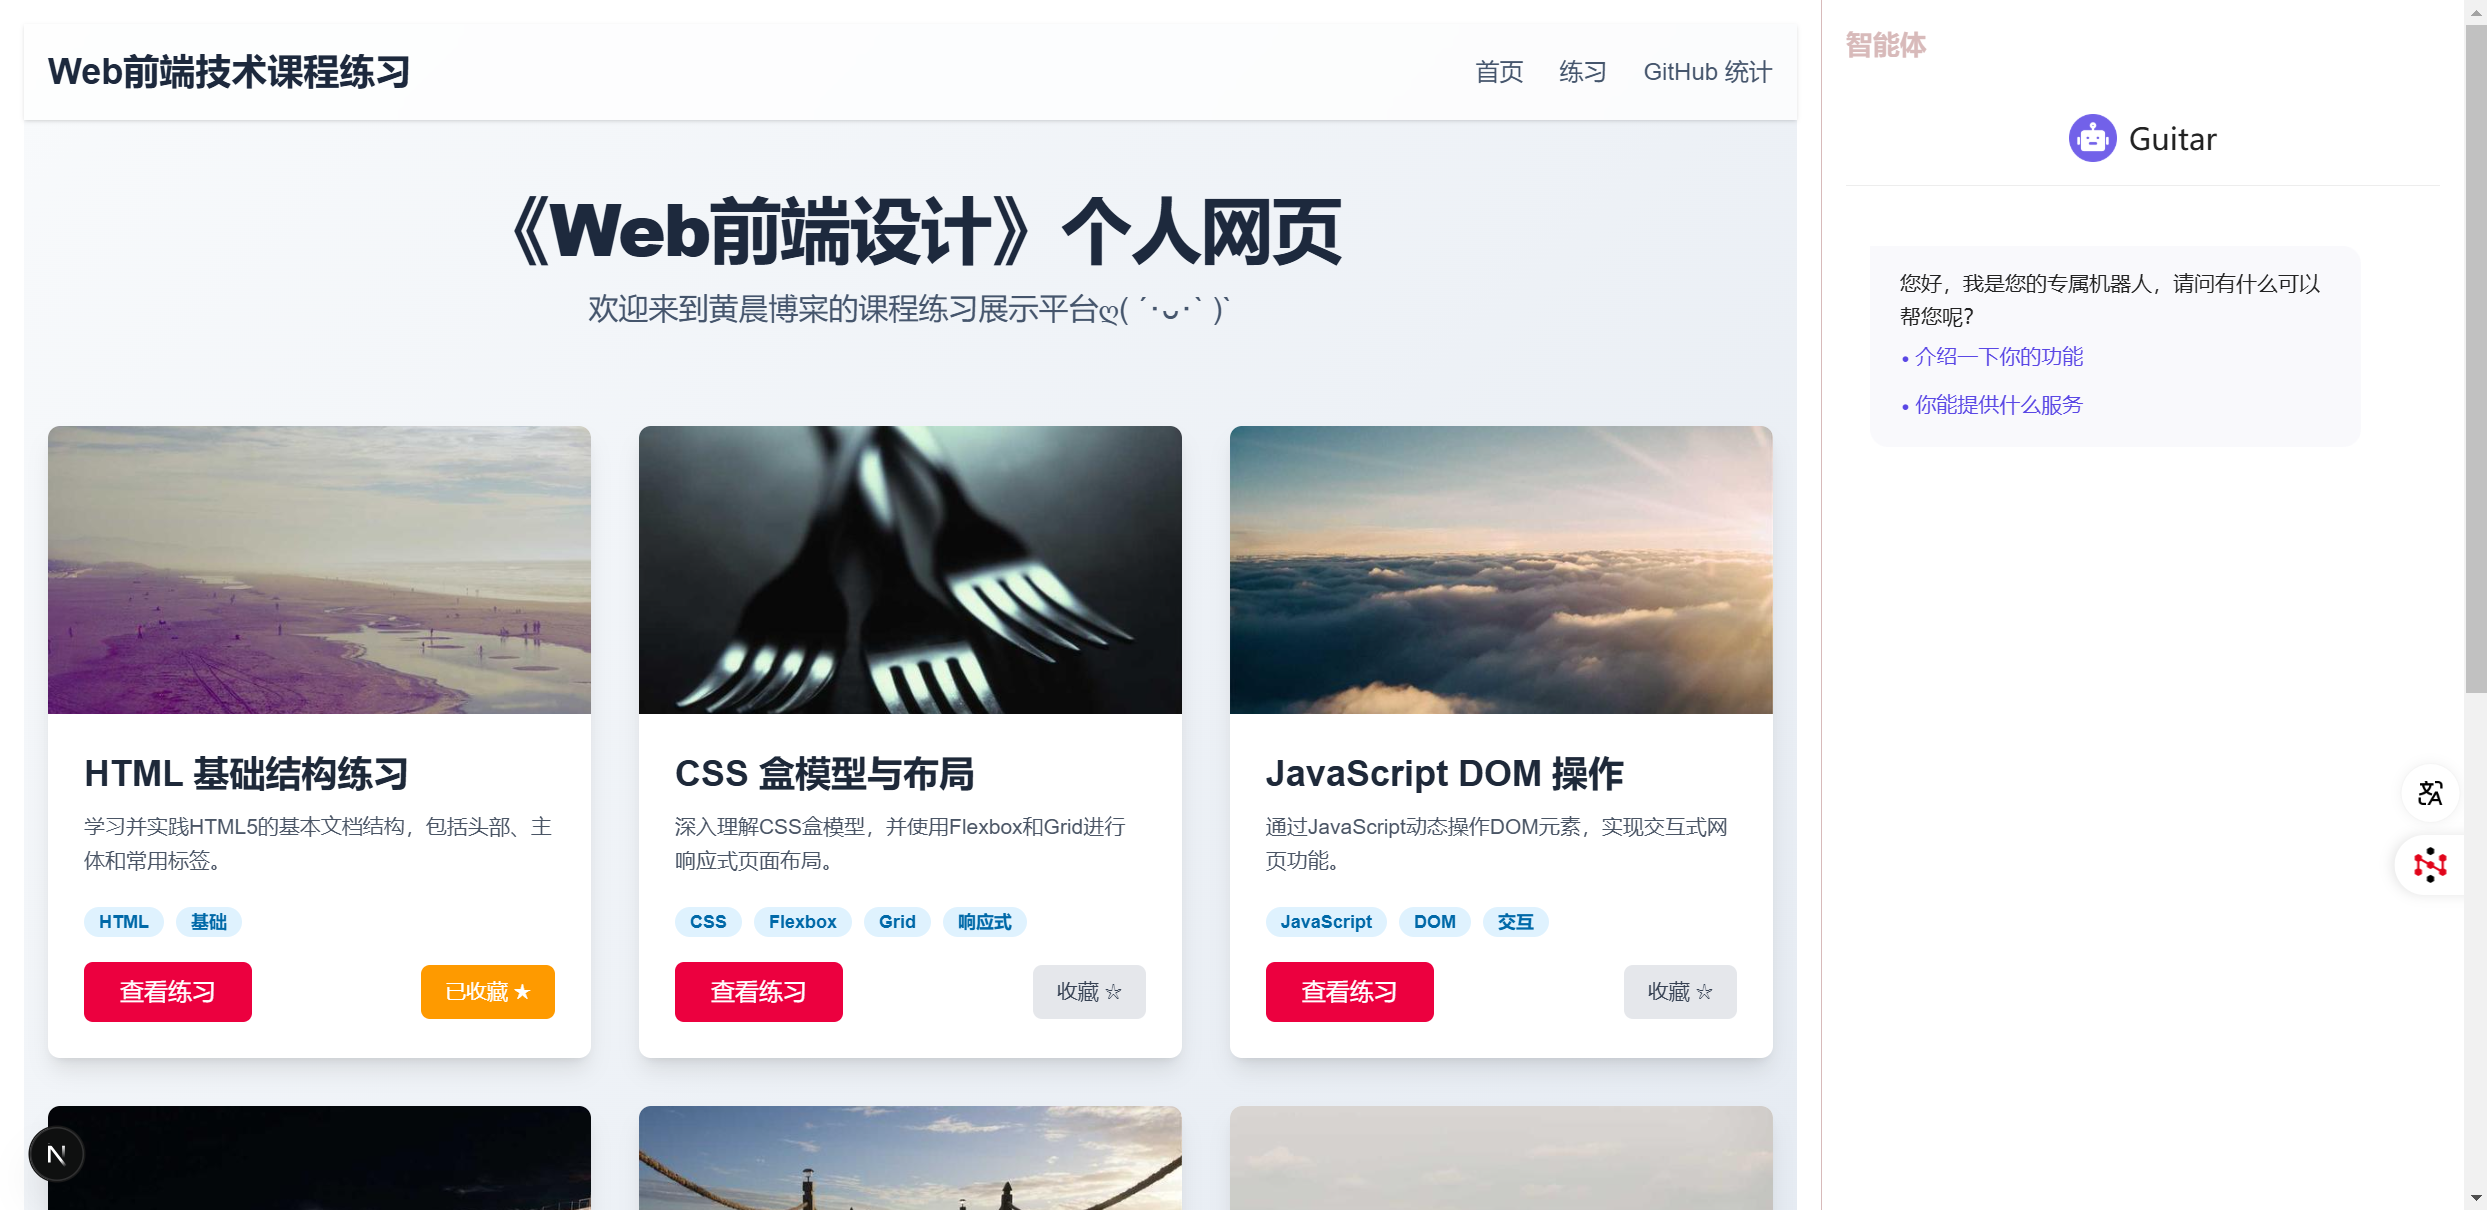 Web前端技术课程练习
首页 练习 GitHub 统计
《Web前端设计》个人网页
欢迎来到黄晨博寀的课程练习展示平台ღ( ´･ᴗ･` )`
HTML 基础结构练习
学习并实践HTML5的基本文档结构，包括头部、主
体和常用标签。
HTML 基础
查看练习 已收藏 ★
CSS 盒模型与布局
深入理解CSS盒模型，并使用Flexbox和Grid进行
响应式页面布局。
CSS Flexbox Grid 响应式
查看练习 收藏 ☆
JavaScript DOM 操作
通过JavaScript动态操作DOM元素，实现交互式网
页功能。
JavaScript DOM 交互
查看练习 收藏 ☆
N
智能体
Guitar
您好，我是您的专属机器人，请问有什么可以
帮您呢？
• 介绍一下你的功能
• 你能提供什么服务